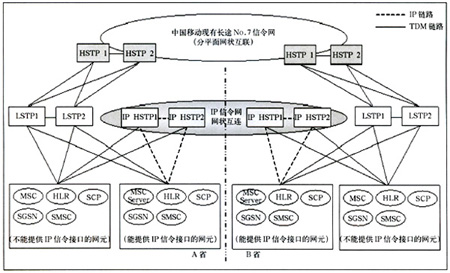 中国移动现有长途No.7信令网
(分平面网状互联)
IP链路
TDM链路
HSTP 1
HSTP 2
HSTP 1
HSTP 2
LSTP1
LSTP2
IP HSTP1
IP HSTP2
IP信令网
网状互连
IP HSTP1
IP HSTP2
LSTP1
LSTP2
MSC
HLR
SCP
SGSN
SMSC
(不能提供IP信令接口的网元)
MSC Server
HLR
SCP
SGSN
SMSC
(能提供IP信令接口的网元)
MSC Server
HLR
SCP
SGSN
SMSC
(能提供IP信令接口的网元)
MSC
HLR
SCP
SGSN
SMSC
(不能提供IP信令接口的网元)
A省
B省